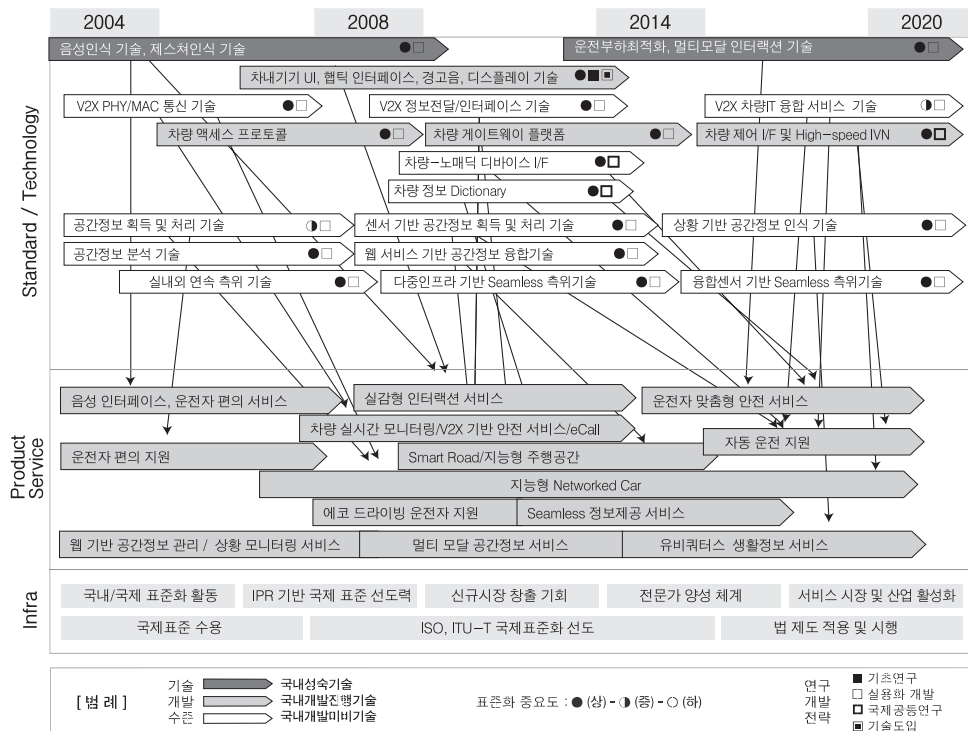 2004 2008 2014 2020
Standard / Technology
음성인식 기술, 제스쳐인식 기술
운전부하최적화, 멀티모달 인터랙션 기술
차내기기 UI, 햅틱 인터페이스, 경고음, 디스플레이 기술
V2X PHY/MAC 통신 기술
V2X 정보전달/인터페이스 기술
V2X 차량IT 융합 서비스 기술
차량 액세스 프로토콜
차량 게이트웨이 플랫폼
차량 제어 I/F 및 High-speed IVN
차량-노매딕 디바이스 I/F
차량 정보 Dictionary
공간정보 획득 및 처리 기술
센서 기반 공간정보 획득 및 처리 기술
상황 기반 공간정보 인식 기술
공간정보 분석 기술
웹 서비스 기반 공간정보 융합기술
실내외 연속 측위 기술
다중인프라 기반 Seamless 측위기술
융합센서 기반 Seamless 측위기술
Product
Service
음성 인터페이스, 운전자 편의 서비스
실감형 인터랙션 서비스
운전자 맞춤형 안전 서비스
차량 실시간 모니터링/V2X 기반 안전 서비스/eCall
자동 운전 지원
운전자 편의 지원
Smart Road/지능형 주행공간
지능형 Networked Car
에코 드라이빙 운전자 지원
Seamless 정보제공 서비스
웹 기반 공간정보 관리 / 상황 모니터링 서비스
멀티 모달 공간정보 서비스
유비쿼터스 생활정보 서비스
Infra
국내/국제 표준화 활동
IPR 기반 국제 표준 선도력
신규시장 창출 기회
전문가 양성 체계
서비스 시장 및 산업 활성화
국제표준 수용
ISO, ITU-T 국제표준화 선도
법 제도 적용 및 시행
[ 범 례 ]
기술
개발
수준
국내성숙기술
국내개발진행기술
국내개발미비기술
표준화 중요도 : ● (상) - ◑ (중) - ○ (하)
연구
개발
전략
■ 기초연구
□ 실용화 개발
□ 국제공동연구
▣ 기술도입